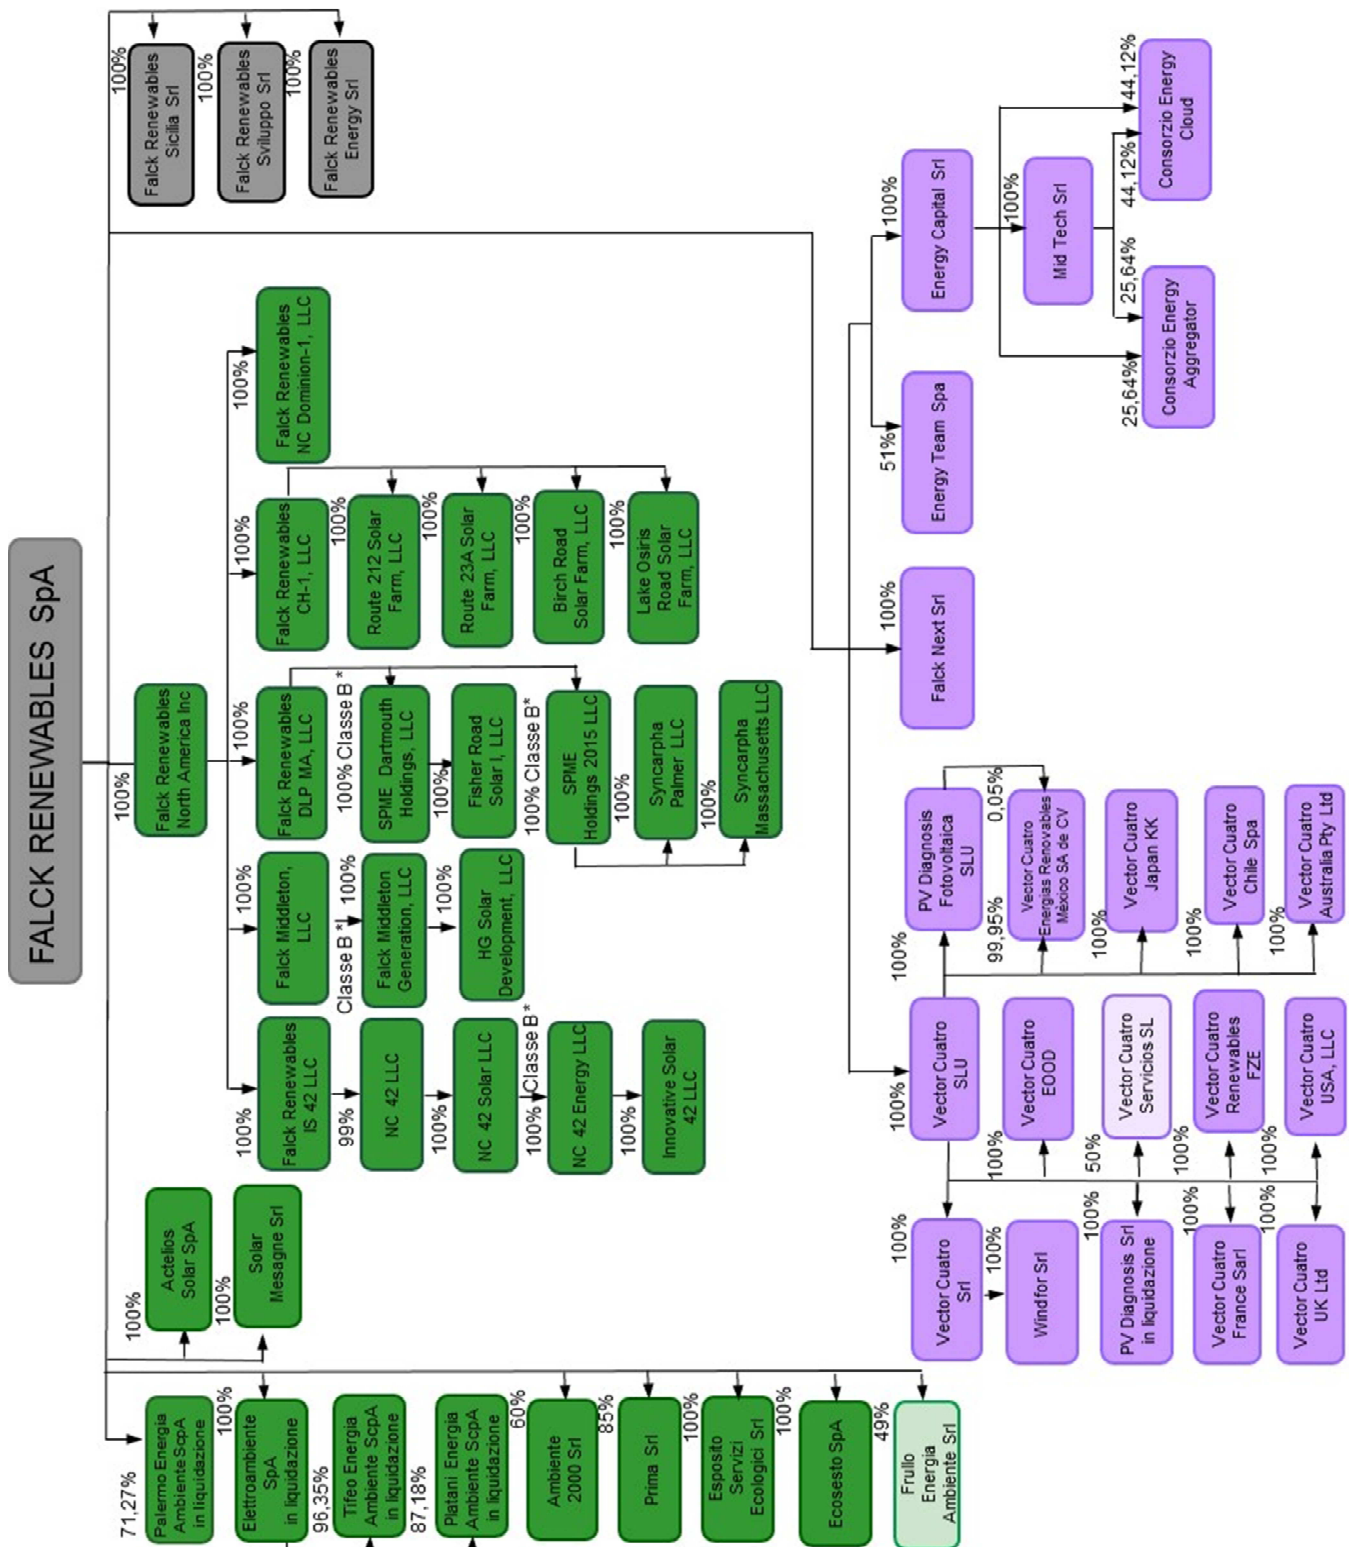 FALCK RENEWABLES SpA
71,27%
Palermo Energia
AmbienteScpA
in liquidazione
100%
Elettroambiente
SpA
in liquidazione
96,35%
Tifeo Energia
Ambiente ScpA
in liquidazione
87,18%
Platani Energia
Ambiente ScpA
in liquidazione
60%
Ambiente
2000 Srl
85%
Prima Srl
100%
Esposito
Servizi
Ecologici Srl
100%
Ecosesto SpA
49%
Frullo
Energia
Ambiente Srl
100%
Actelios
Solar SpA
100%
Solar
Mesagne Srl
100%
Falck Renewables
North America Inc
100%
Falck Renewables
IS 42 LLC
99%
Classe B *
NC 42 LLC
100%
NC 42 Solar LLC
100%
Classe B *
NC 42 Energy LLC
100%
Innovative Solar
42 LLC
100%
Falck Middleton,
LLC
100%
Falck Middleton
Generation, LLC
100%
HG Solar
Development, LLC
100%
Falck Renewables
DLP MA, LLC
100% Classe B *
SPME Dartmouth
Holdings, LLC
100%
Fisher Road
Solar I, LLC
100% Classe B*
SPME
Holdings 2015 LLC
100%
Syncarpha
Palmer LLC
100%
Syncarpha
Massachusetts LLC
100%
Falck Renewables
CH-1, LLC
100%
Route 212 Solar
Farm, LLC
100%
Route 23A Solar
Farm, LLC
100%
Birch Road
Solar Farm, LLC
100%
Lake Osiris
Road Solar
Farm, LLC
100%
Falck Renewables
NC Dominion-1, LLC
100%
Falck Renewables
Sicilia Srl
100%
Falck Renewables
Sviluppo Srl
100%
Falck Renewables
Energy Srl
100%
Vector Cuatro
SLU
100%
Vector Cuatro
Srl
100%
Windfor Srl
100%
PV Diagnosis Srl
in liquidazione
100%
Vector Cuatro
France Sarl
100%
Vector Cuatro
UK Ltd
100%
Vector Cuatro
EOOD
50%
Vector Cuatro
Servicios SL
100%
Vector Cuatro
Renewables
FZE
100%
Vector Cuatro
USA, LLC
100%
PV Diagnosis
Fotovoltaica
SLU
99,95%
0,05%
Vector Cuatro
Energias Renovables
México SA de CV
100%
Vector Cuatro
Japan KK
100%
Vector Cuatro
Chile Spa
100%
Vector Cuatro
Australia Pty Ltd
100%
Falck Next Srl
51%
Energy Team Spa
100%
Energy Capital Srl
100%
Mid Tech Srl
25,64%
25,64%
Consorzio Energy
Aggregator
44,12%
44,12%
Consorzio Energy
Cloud